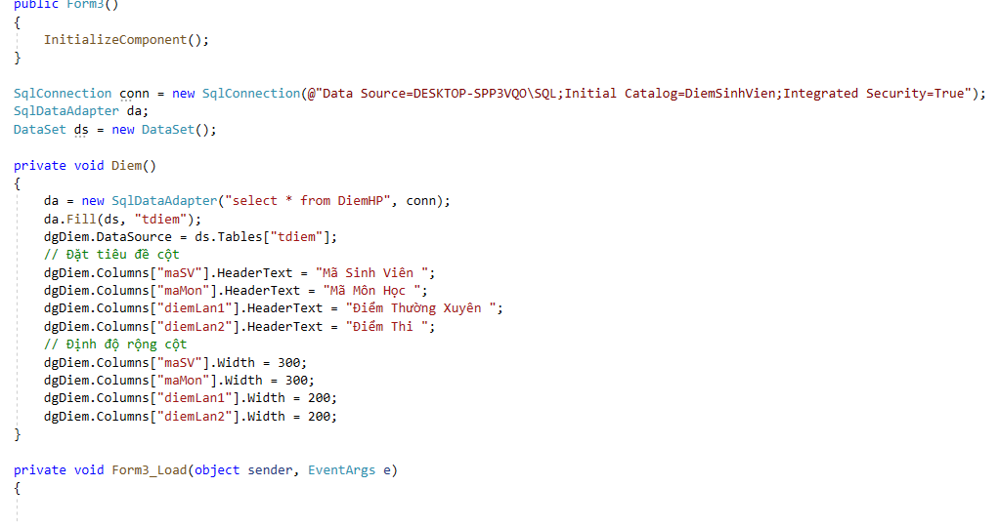 public Form3()
{
InitializeComponent();
}
SqlConnection conn = new SqlConnection(@"Data Source=DESKTOP-SPP3VQO\SQL;Initial Catalog=DiemSinhVien;Integrated Security=True");
SqlDataAdapter da;
DataSet ds = new DataSet();
private void Diem()
{
da = new SqlDataAdapter("select * from DiemHP", conn);
da.Fill(ds, "tdiem");
dgDiem.DataSource = ds.Tables["tdiem"];
// Đặt tiêu đề cột
dgDiem.Columns["maSV"].HeaderText = "Mã Sinh Viên ";
dgDiem.Columns["maMon"].HeaderText = "Mã Môn Học ";
dgDiem.Columns["diemLan1"].HeaderText = "Điểm Thường Xuyên ";
dgDiem.Columns["diemLan2"].HeaderText = "Điểm Thi ";
// Định độ rộng cột
dgDiem.Columns["maSV"].Width = 300;
dgDiem.Columns["maMon"].Width = 300;
dgDiem.Columns["diemLan1"].Width = 200;
dgDiem.Columns["diemLan2"].Width = 200;
}
private void Form3_Load(object sender, EventArgs e)
{